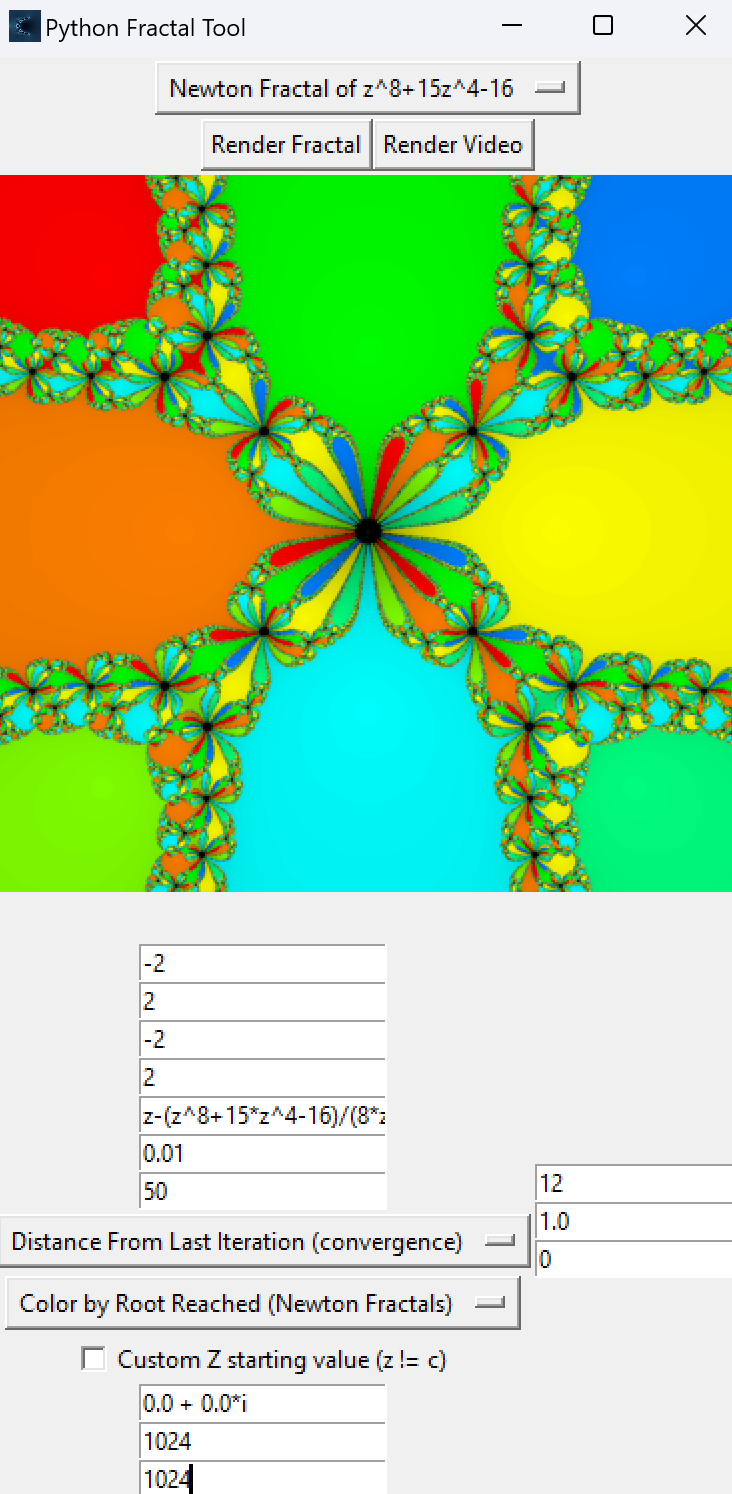 Python Fractal Tool
Newton Fractal of z^8+15z^4-16
Render Fractal Render Video
-2
2
-2
2
z-(z^8+15*z^4-16)/(8*z
0.01
50
12
1.0
0
Distance From Last Iteration (convergence)
Color by Root Reached (Newton Fractals)
Custom Z starting value (z != c)
0.0 + 0.0*i
1024
1024